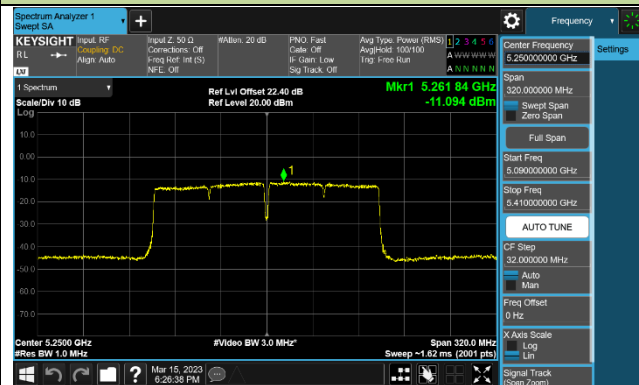 Spectrum Analyzer 1
Swept SA
Frequency
KEYSIGHT
RL
LXI
Input: RF
Coupling: DC
Align: Auto
Input Z: 50 Ω
Corrections: Off
Freq Ref: Int (S)
NFE: Off
#Atten: 20 dB
PNO: Fast
Gate: Off
IF Gain: Low
Sig Track: Off
Avg Type: Power (RMS)
Avg|Hold: 100/100
Trig: Free Run
1 2 3 4 5 6
A W W W W W
A N N N N N
1 Spectrum
Scale/Div 10 dB
Log
Ref Lvl Offset 22.40 dB
Ref Level 20.00 dBm
Mkr1 5.261 84 GHz
-11.094 dBm
10.0
0.00
-10.0
-20.0
-30.0
-40.0
-50.0
-60.0
-70.0
1
Center 5.2500 GHz
#Res BW 1.0 MHz
#Video BW 3.0 MHz*
Span 320.0 MHz
Sweep ~1.62 ms (2001 pts)
Mar 15, 2023
6:26:38 PM
Center Frequency
5.250000000 GHz
Settings
Span
320.000000 MHz
Swept Span
Zero Span
Full Span
Start Freq
5.090000000 GHz
Stop Freq
5.410000000 GHz
AUTO TUNE
CF Step
32.000000 MHz
Auto
Man
Freq Offset
0 Hz
X Axis Scale
Log
Lin
Signal Track
(Span Zoom)